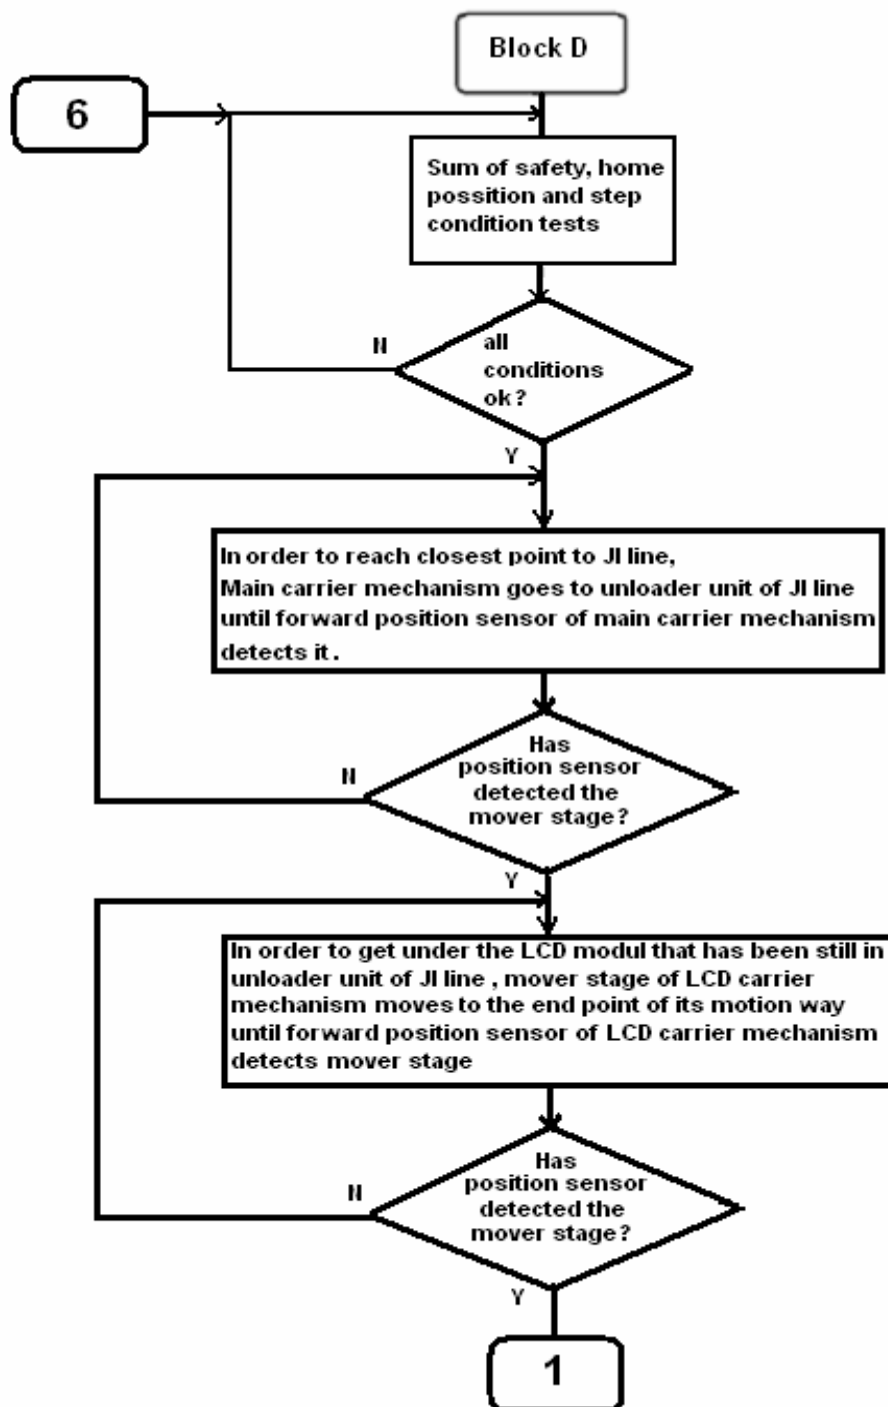 Block D
6
Sum of safety, home
possition and step
condition tests
N
all
conditions
ok?
Y
In order to reach closest point to JI line,
Main carrier mechanism goes to unloader unit of JI line
until forward position sensor of main carrier mechanism
detects it.
Has
position sensor
detected the
mover stage?
N
Y
In order to get under the LCD modul that has been still in
unloader unit of JI line , mover stage of LCD carrier
mechanism moves to the end point of its motion way
until forward position sensor of LCD carrier mechanism
detects mover stage
Has
position sensor
detected the
mover stage?
N
Y
1